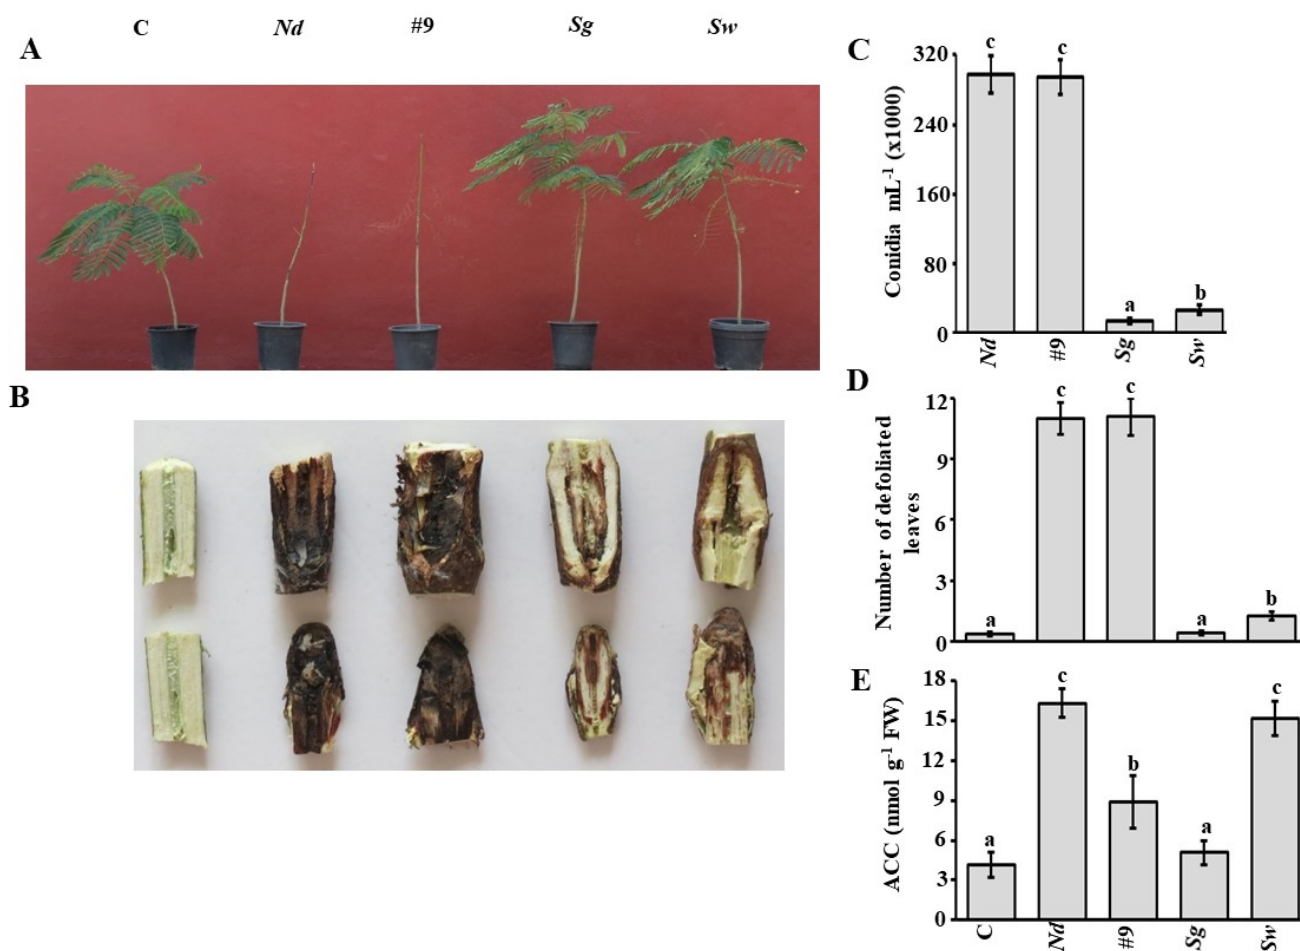 C Nd #9 Sg Sw
A
B
C
Conidia mL⁻¹ (x1000)
320
240
160
80
0
c c a b
Nd #9 Sg Sw
D
Number of defoliated
leaves
12
9
6
3
0
a c c a b
E
ACC (nmol g⁻¹ FW)
18
15
12
9
6
3
0
a c b a c
C Nd #9 Sg Sw